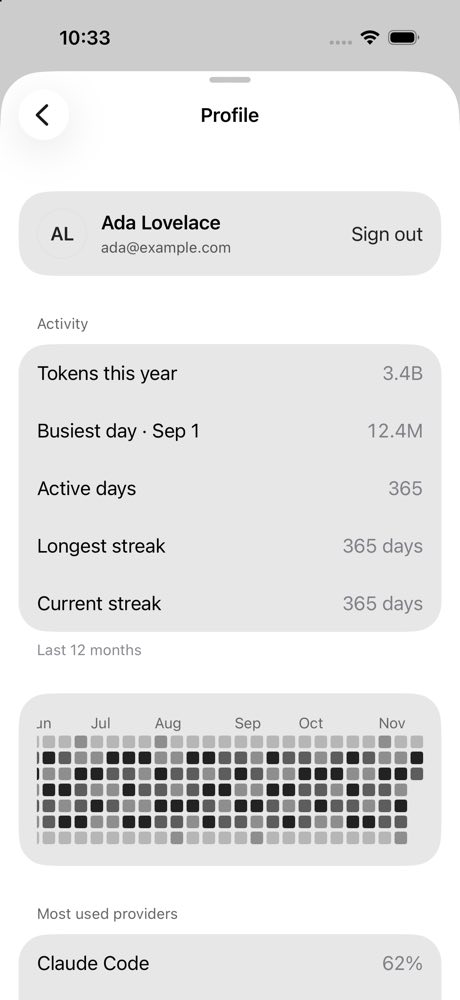 10:33
Profile
AL
Ada Lovelace
ada@example.com
Sign out
Activity
Tokens this year 3.4B
Busiest day · Sep 1 12.4M
Active days 365
Longest streak 365 days
Current streak 365 days
Last 12 months
un Jul Aug Sep Oct Nov
Most used providers
Claude Code 62%